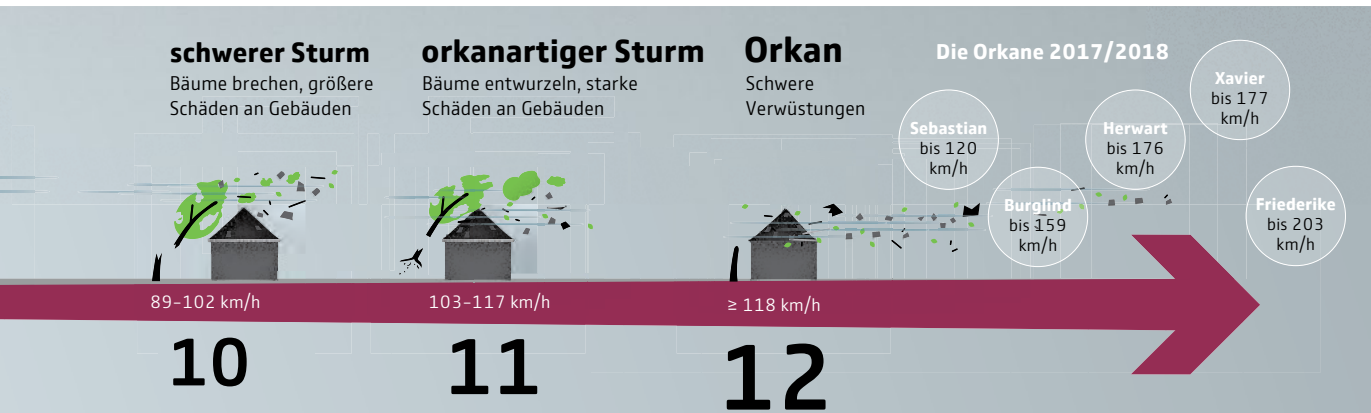 schwerer Sturm
Bäume brechen, größere
Schäden an Gebäuden
orkanartiger Sturm
Bäume entwurzeln, starke
Schäden an Gebäuden
Orkan
Schwere
Verwüstungen
Die Orkane 2017/2018
Sebastian
bis 120
km/h
Burglind
bis 159
km/h
Herwart
bis 176
km/h
Xavier
bis 177
km/h
Friederike
bis 203
km/h
89–102 km/h
103–117 km/h
≥ 118 km/h
10
11
12